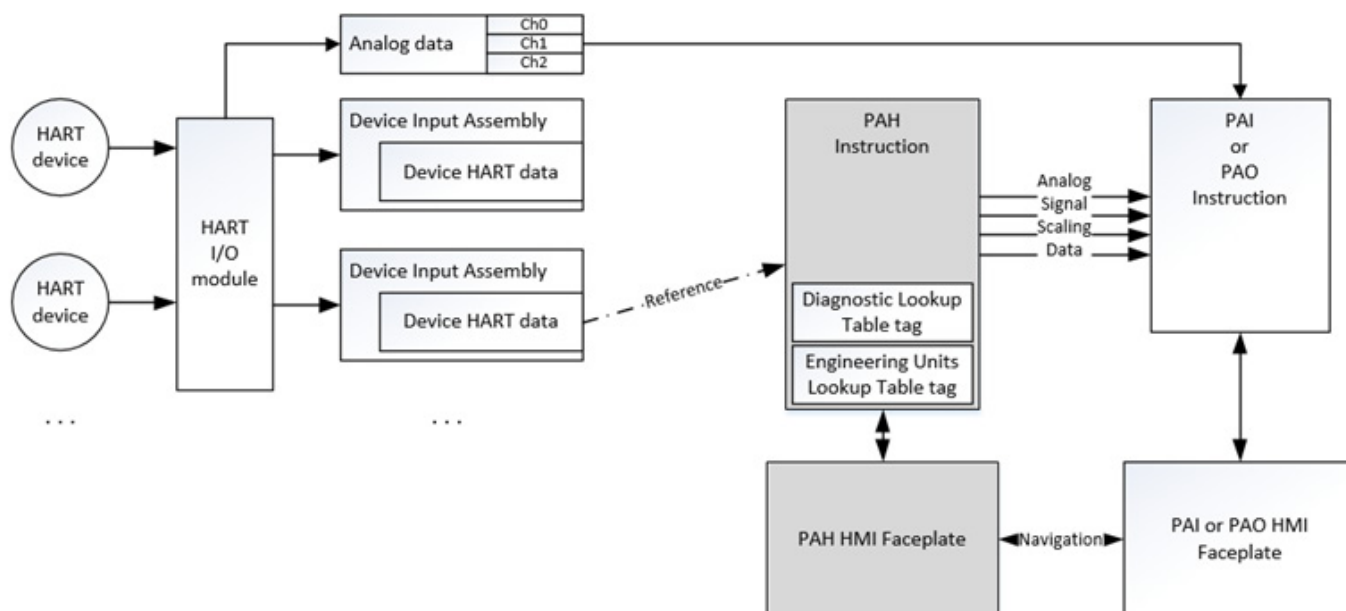 Analog data
Ch0
Ch1
Ch2
HART
device
HART
I/O
module
Device Input Assembly
Device HART data
HART
device
Device Input Assembly
Device HART data
Reference
PAH
Instruction
Diagnostic Lookup
Table tag
Engineering Units
Lookup Table tag
Analog
Signal
Scaling
Data
PAI
or
PAO
Instruction
. . .
. . .
PAH HMI Faceplate
Navigation
PAI or PAO HMI
Faceplate